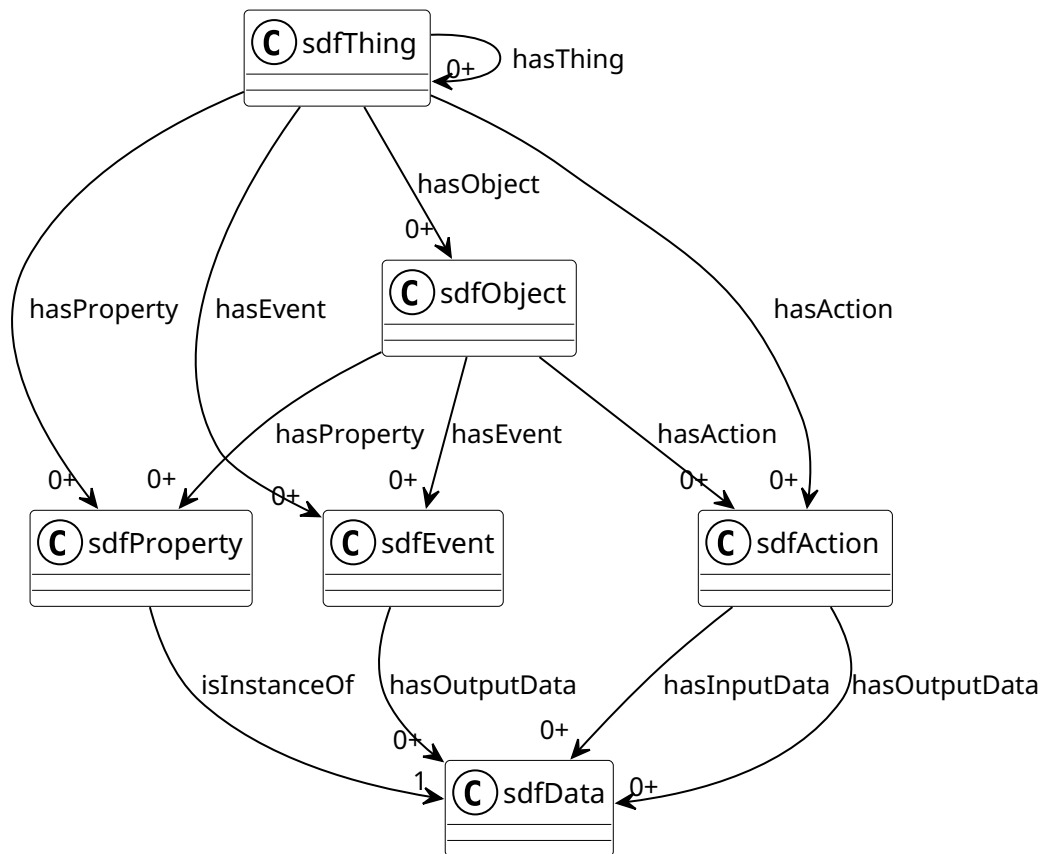 C sdfThing
0+
hasThing
hasObject
0+
C sdfObject
hasProperty
hasEvent
hasAction
hasProperty
hasEvent
hasAction
0+
0+
0+
0+
0+
0+
C sdfProperty
C sdfEvent
C sdfAction
isInstanceOf
hasOutputData
hasInputData
hasOutputData
0+
0+
1
0+
C sdfData